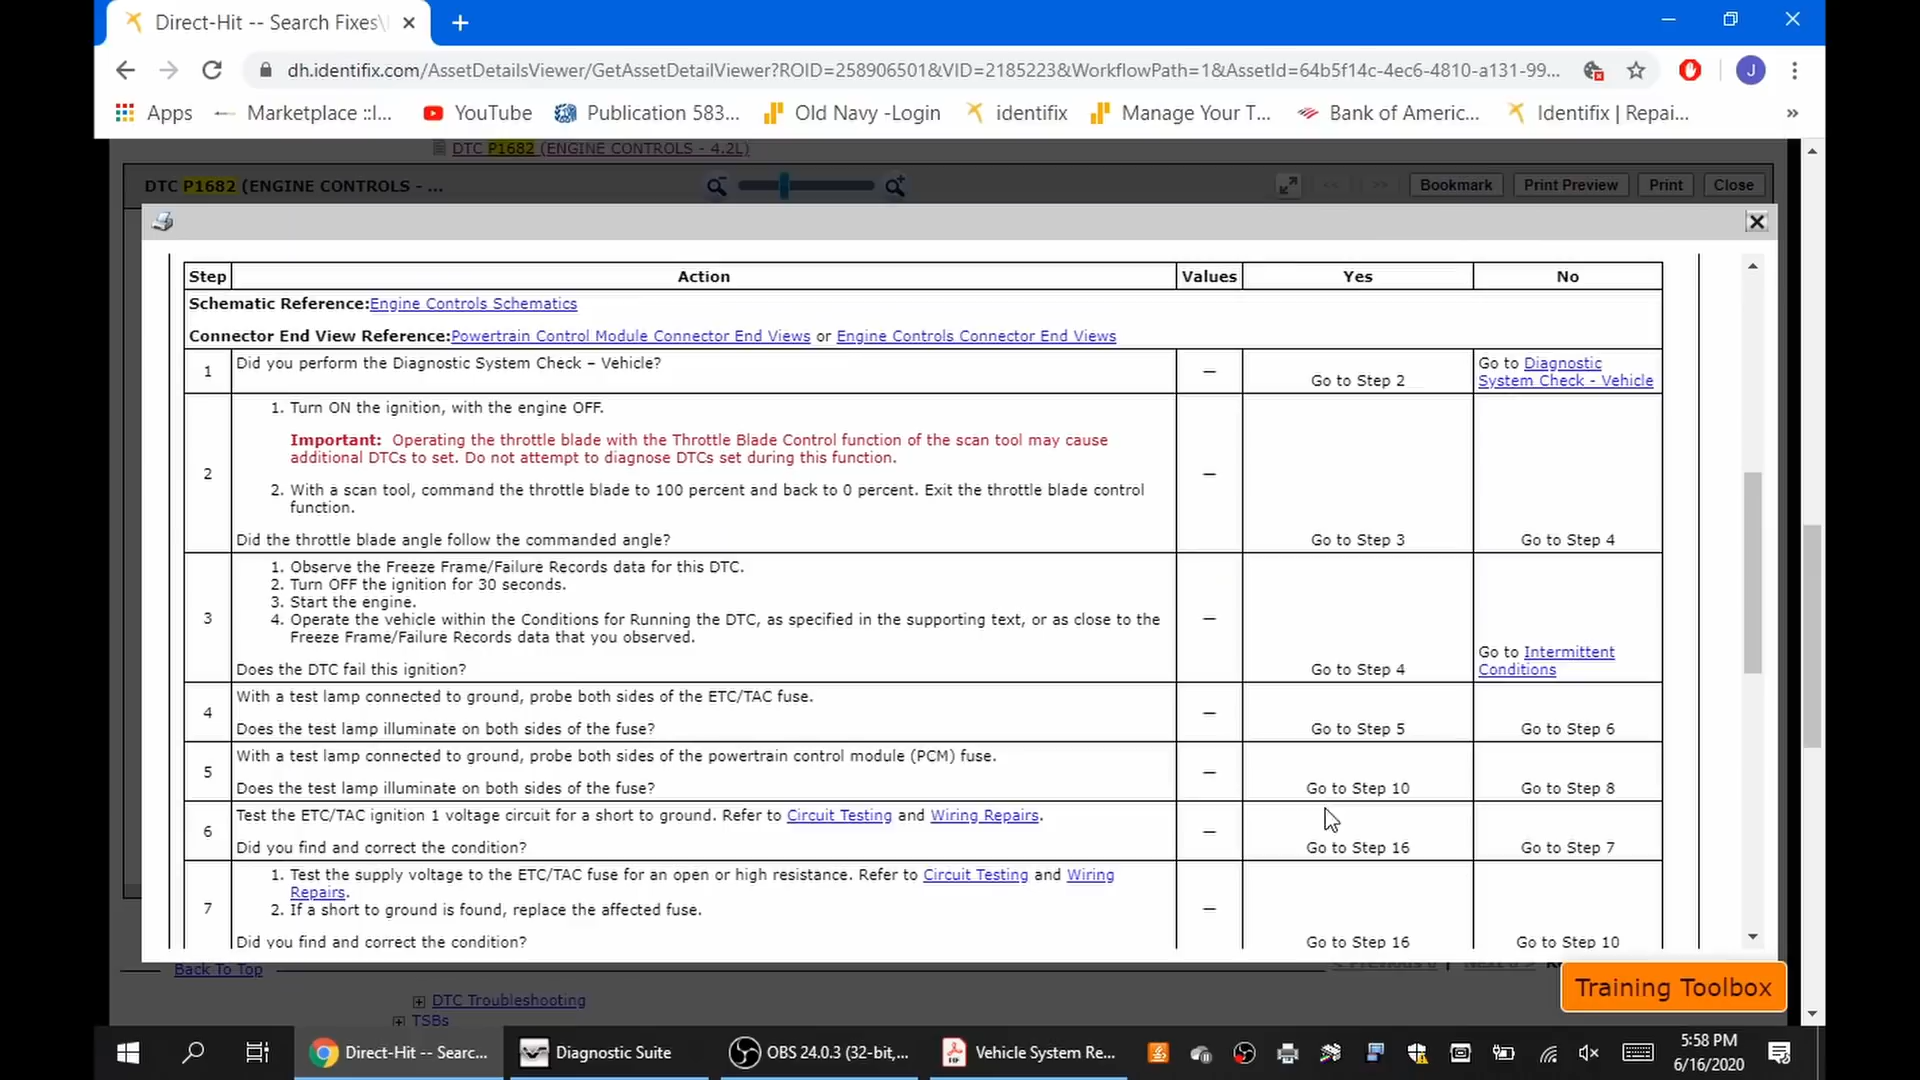 Direct-Hit -- Search Fixes\
dh.identifix.com/AssetDetailsViewer/GetAssetDetailViewer?ROID=258906501&VID=2185223&WorkflowPath=1&AssetId=64b5f14c-4ec6-4810-a131-99...
J
Apps Marketplace ::I... YouTube Publication 583... Old Navy -Login identifix Manage Your T... Bank of Americ... Identifix | Repai... »
DTC P1682 (ENGINE CONTROLS - 4.2L)
DTC P1682 (ENGINE CONTROLS - ... << >> Bookmark Print Preview Print Close
Step Action Values Yes No
Schematic Reference:Engine Controls Schematics
Connector End View Reference:Powertrain Control Module Connector End Views or Engine Controls Connector End Views
1 Did you perform the Diagnostic System Check – Vehicle? — Go to Step 2 Go to Diagnostic
System Check - Vehicle
1. Turn ON the ignition, with the engine OFF.
Important: Operating the throttle blade with the Throttle Blade Control function of the scan tool may cause
additional DTCs to set. Do not attempt to diagnose DTCs set during this function.
2 —
2. With a scan tool, command the throttle blade to 100 percent and back to 0 percent. Exit the throttle blade control
function.
Did the throttle blade angle follow the commanded angle? Go to Step 3 Go to Step 4
1. Observe the Freeze Frame/Failure Records data for this DTC.
2. Turn OFF the ignition for 30 seconds.
3. Start the engine.
3 4. Operate the vehicle within the Conditions for Running the DTC, as specified in the supporting text, or as close to the —
Freeze Frame/Failure Records data that you observed.
Does the DTC fail this ignition? Go to Step 4 Go to Intermittent
Conditions
With a test lamp connected to ground, probe both sides of the ETC/TAC fuse.
4 —
Does the test lamp illuminate on both sides of the fuse? Go to Step 5 Go to Step 6
With a test lamp connected to ground, probe both sides of the powertrain control module (PCM) fuse.
5 —
Does the test lamp illuminate on both sides of the fuse? Go to Step 10 Go to Step 8
Test the ETC/TAC ignition 1 voltage circuit for a short to ground. Refer to Circuit Testing and Wiring Repairs.
6 —
Did you find and correct the condition? Go to Step 16 Go to Step 7
1. Test the supply voltage to the ETC/TAC fuse for an open or high resistance. Refer to Circuit Testing and Wiring
Repairs.
7 2. If a short to ground is found, replace the affected fuse. —
Did you find and correct the condition? Go to Step 16 Go to Step 10
Back To Top
Training Toolbox
DTC Troubleshooting
TSBs
Direct-Hit -- Searc... Diagnostic Suite OBS 24.0.3 (32-bit,... Vehicle System Re... 5:58 PM
6/16/2020